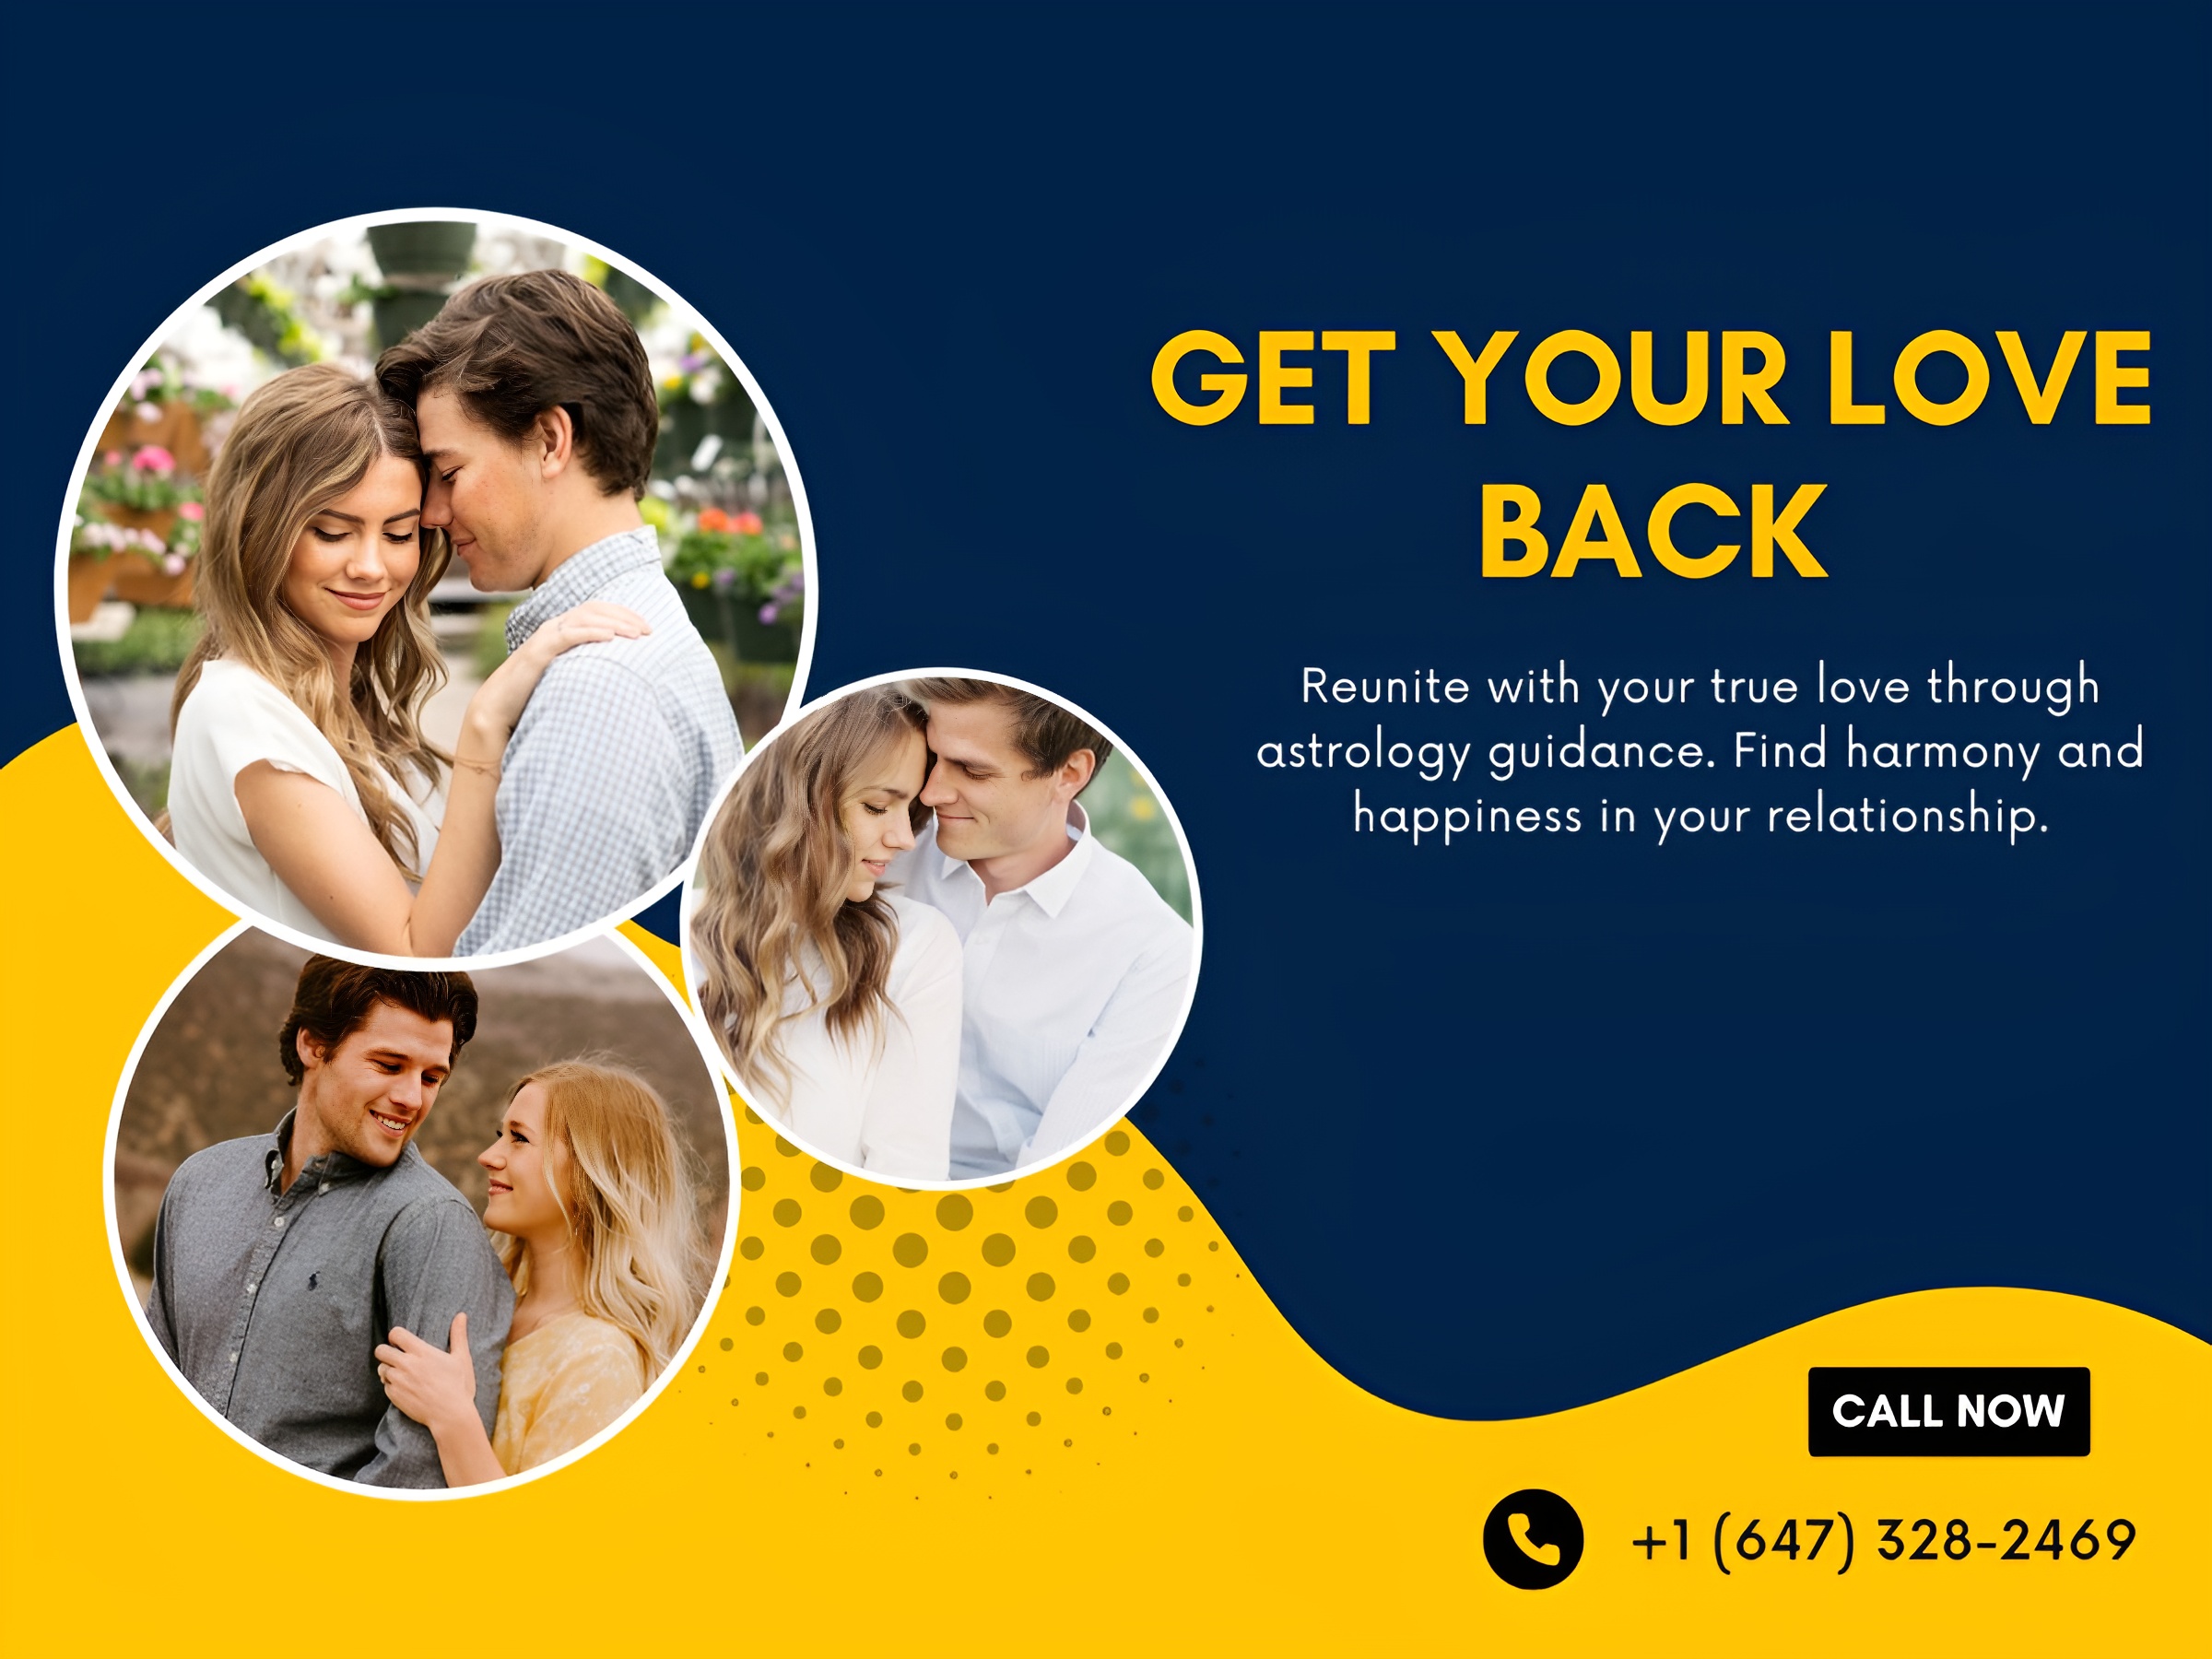 GET YOUR LOVE
BACK
Reunite with your true love through
astrology guidance. Find harmony and
happiness in your relationship.
CALL NOW
+1 (647) 328-2469